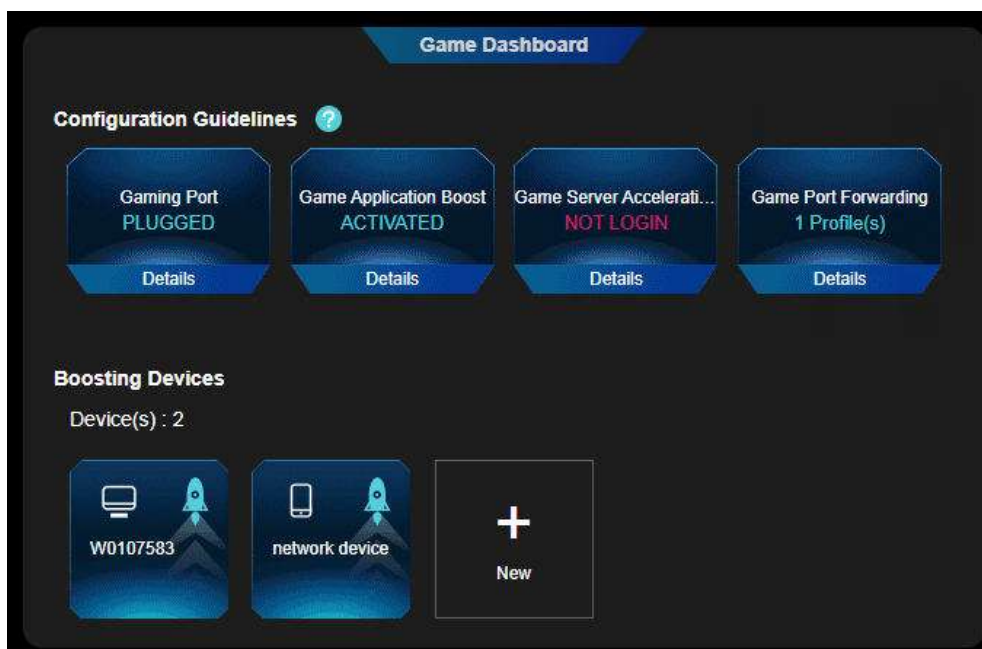 Game Dashboard
Configuration Guidelines ?
Gaming Port
PLUGGED
Details
Game Application Boost
ACTIVATED
Details
Game Server Accelerati...
NOT LOGIN
Details
Game Port Forwarding
1 Profile(s)
Details
Boosting Devices
Device(s) : 2
W0107583
network device
+
New